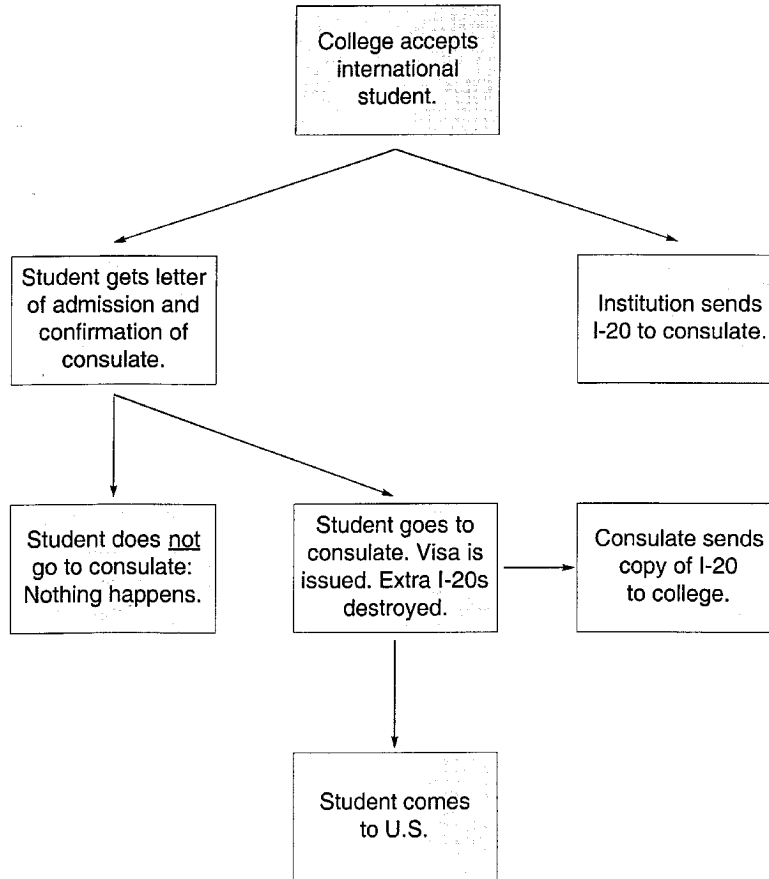 College accepts
international
student.
Student gets letter
of admission and
confirmation of
consulate.
Institution sends
I-20 to consulate.
Student does not
go to consulate:
Nothing happens.
Student goes to
consulate. Visa is
issued. Extra I-20s
destroyed.
Consulate sends
copy of I-20
to college.
Student comes
to U.S.